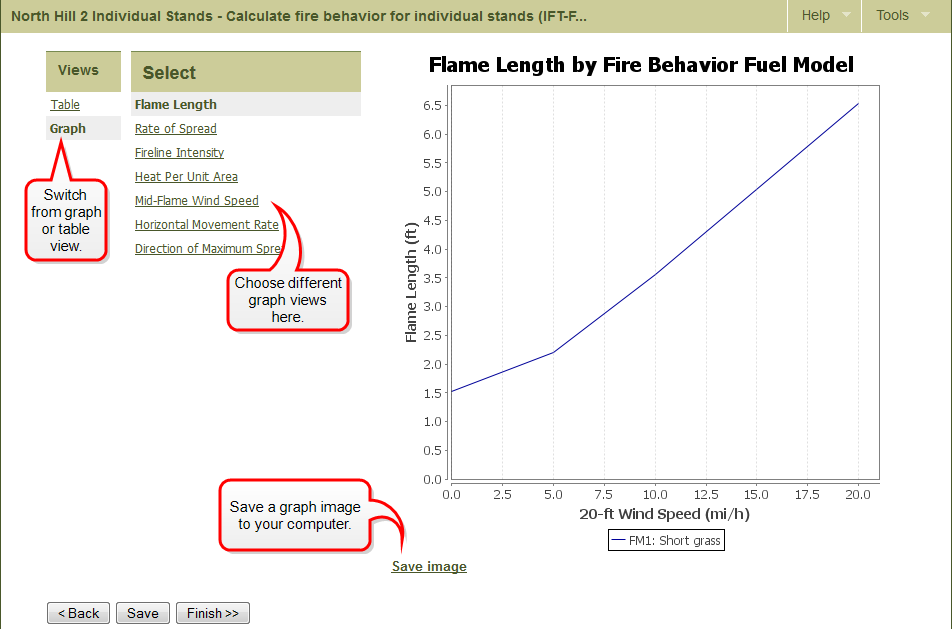 North Hill 2 Individual Stands - Calculate fire behavior for individual stands (IFT-F...
Help
Tools
Views
Table
Graph
Switch
from graph
or table
view.
Select
Flame Length
Rate of Spread
Fireline Intensity
Heat Per Unit Area
Mid-Flame Wind Speed
Horizontal Movement Rate
Direction of Maximum Spre
Choose different
graph views
here.
Flame Length by Fire Behavior Fuel Model
Flame Length (ft)
6.5
6.0
5.5
5.0
4.5
4.0
3.5
3.0
2.5
2.0
1.5
1.0
0.5
0.0
0.0 2.5 5.0 7.5 10.0 12.5 15.0 17.5 20.0
20-ft Wind Speed (mi/h)
FM1: Short grass
Save a graph image
to your computer.
Save image
< Back
Save
Finish >>